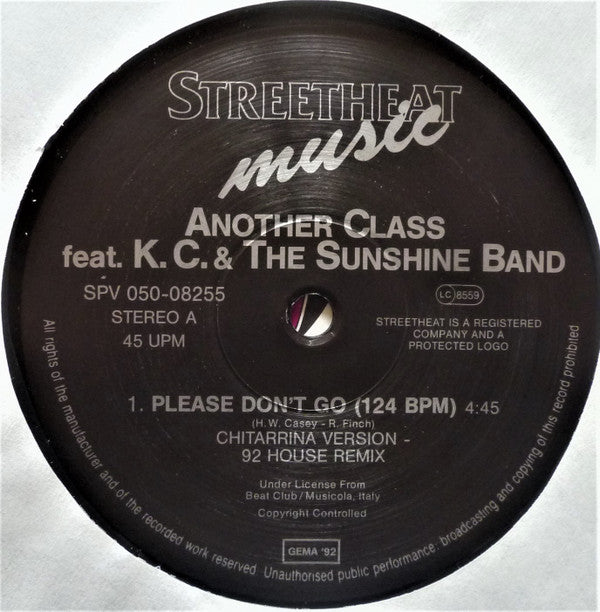 STREETHEAT
music
ANOTHER CLASS
feat. K. C. & THE SUNSHINE BAND
SPV 050-08255
STEREO A
45 UPM
LC 8559
STREETHEAT IS A REGISTERED
COMPANY AND A
PROTECTED LOGO
1. PLEASE DON'T GO (124 BPM) 4:45
(H. W. Casey - R. Finch)
CHITARRINA VERSION -
92 HOUSE REMIX
Under License From
Beat Club/Musicola, Italy
Copyright Controlled
GEMA '92
All rights of the manufacturer and of the recorded work reserved. Unauthorised public performance, broadcasting and copying of this record prohibited